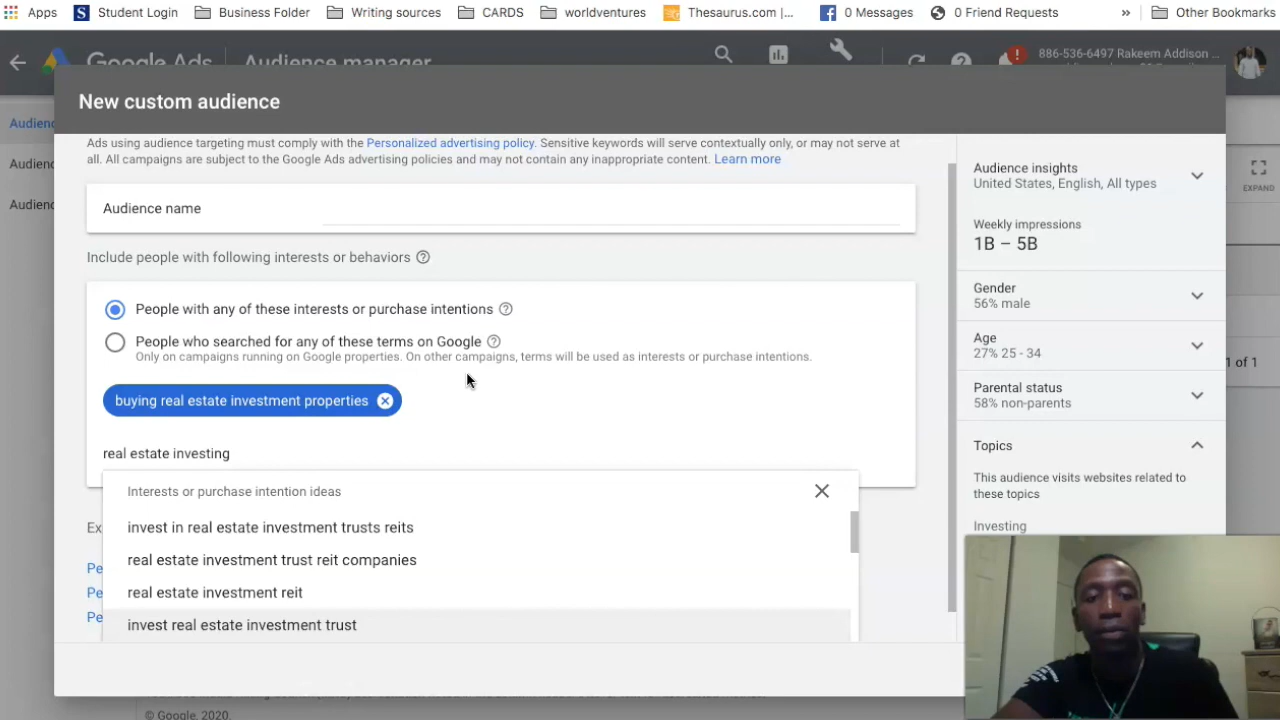 Apps Student Login Business Folder Writing sources CARDS worldventures Thesaurus.com |... 0 Messages 0 Friend Requests » Other Bookmarks
Google Ads Audience manager 886-536-6497 Rakeem Addison ...
New custom audience
Ads using audience targeting must comply with the Personalized advertising policy. Sensitive keywords will serve contextually only, or may not serve at
all. All campaigns are subject to the Google Ads advertising policies and may not contain any inappropriate content. Learn more
Audience name
Include people with following interests or behaviors
People with any of these interests or purchase intentions
People who searched for any of these terms on Google
Only on campaigns running on Google properties. On other campaigns, terms will be used as interests or purchase intentions.
buying real estate investment properties
real estate investing
Interests or purchase intention ideas
invest in real estate investment trusts reits
real estate investment trust reit companies
real estate investment reit
invest real estate investment trust
Ex
Pe
Pe
Pe
Audience insights
United States, English, All types
Weekly impressions
1B – 5B
Gender
56% male
Age
27% 25 - 34
Parental status
58% non-parents
Topics
This audience visits websites related to
these topics
Investing
Audienc
Audienc
Audienc
EXPAND
1 of 1
© Google, 2020.